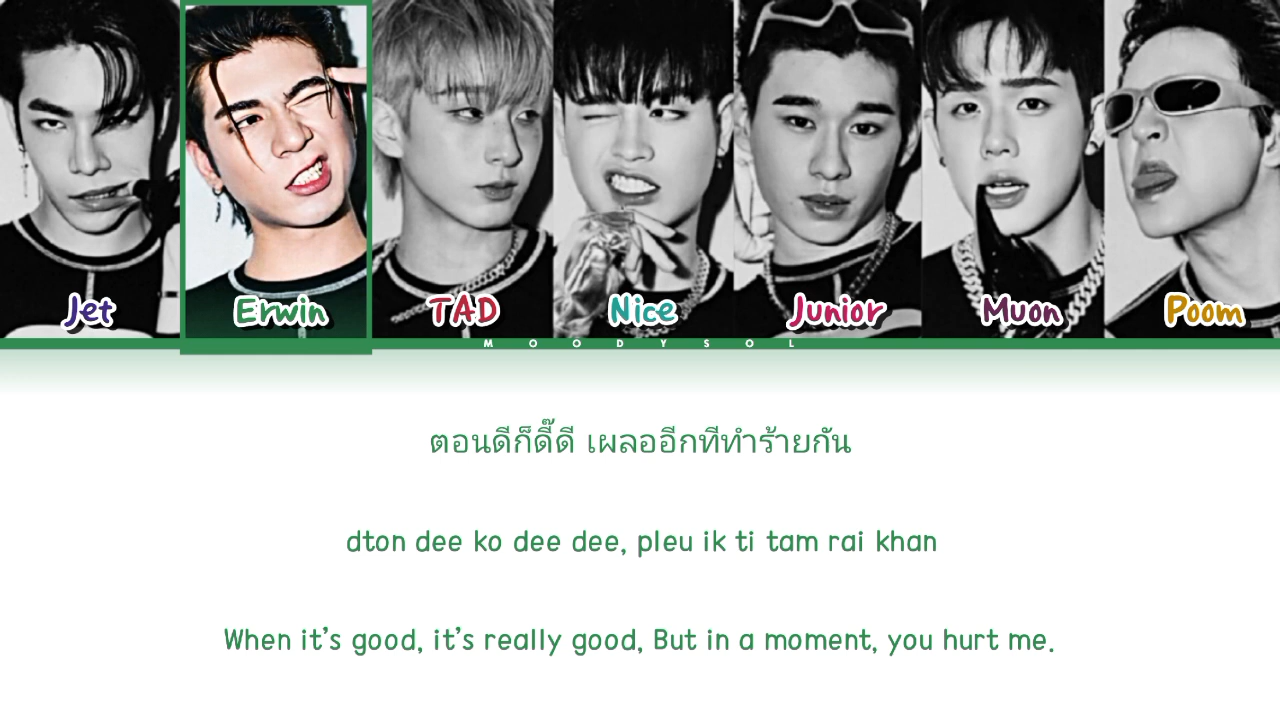 Jet Erwin TAD Nice Junior Muon Poom
MOODYSOL
ตอนดีก็ดี๊ดี เผลออีกทีทำร้ายกัน
dton dee ko dee dee, pleu ik ti tam rai khan
When it’s good, it’s really good, But in a moment, you hurt me.